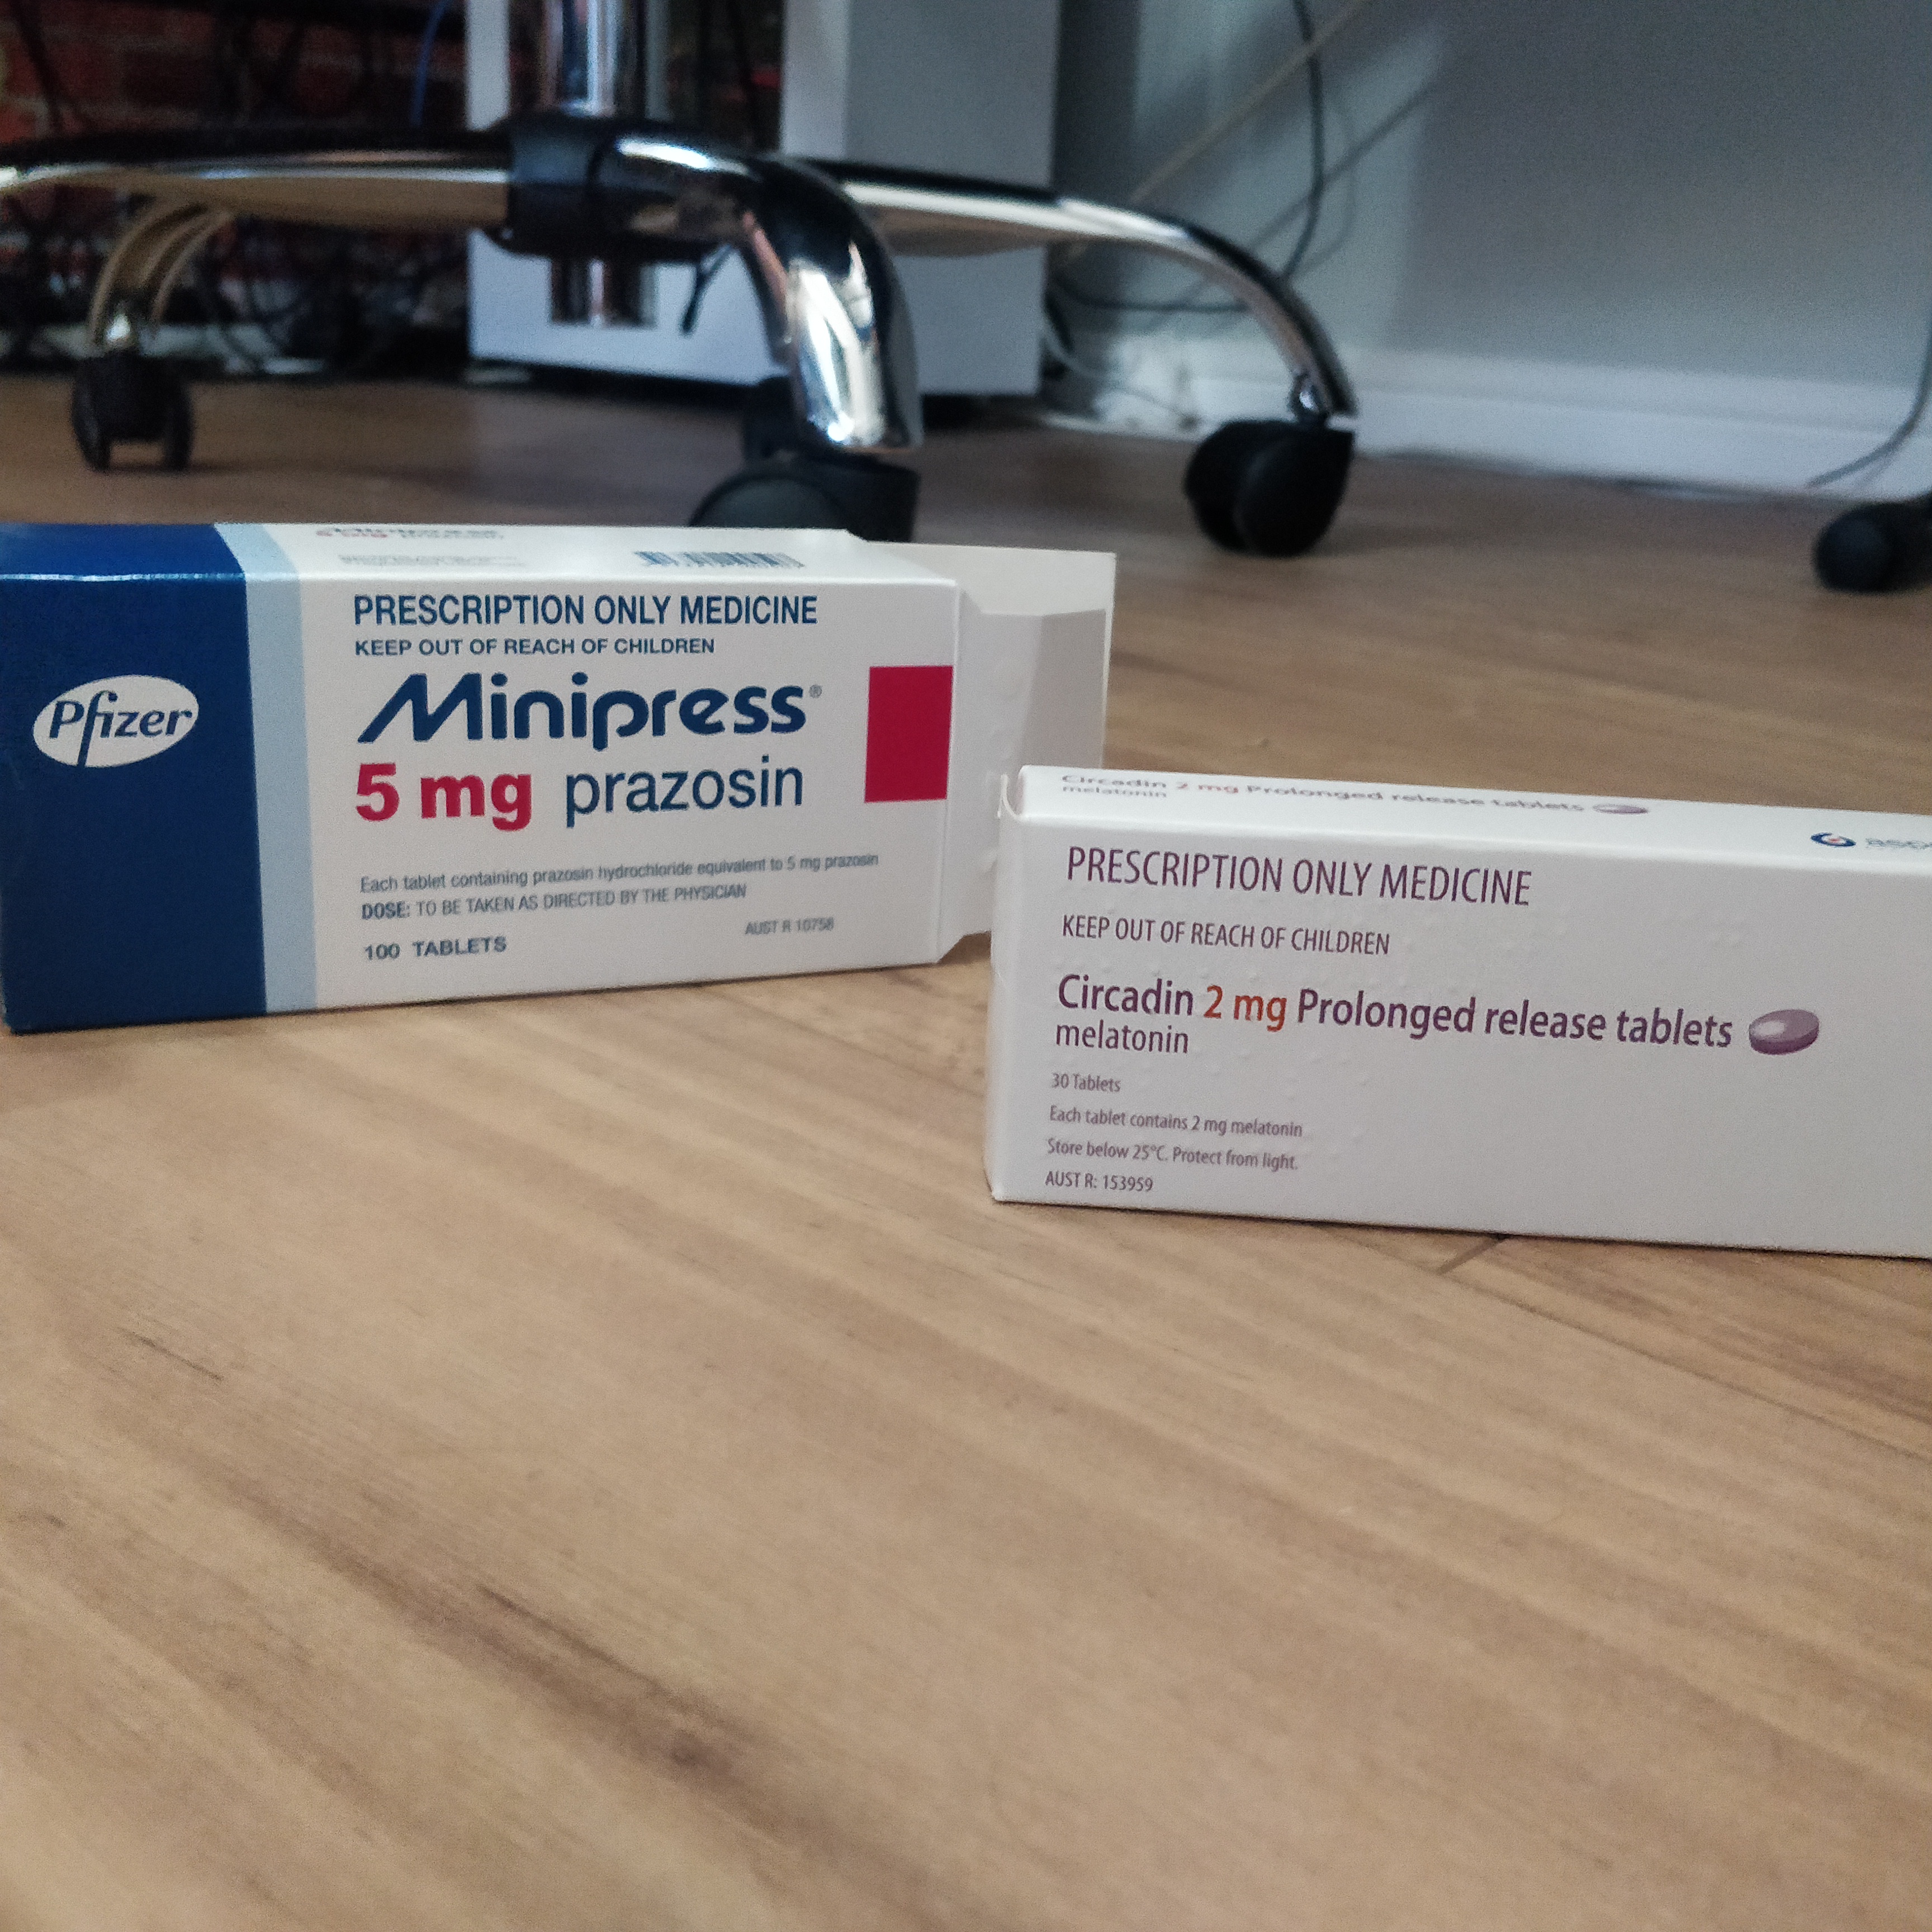 Pfizer
PRESCRIPTION ONLY MEDICINE
KEEP OUT OF REACH OF CHILDREN
Minipress®
5 mg prazosin
Each tablet containing prazosin hydrochloride equivalent to 5 mg prazosin
DOSE: TO BE TAKEN AS DIRECTED BY THE PHYSICIAN
AUST R 10758
100 TABLETS
Circadin 2 mg Prolonged release tablets
melatonin
PRESCRIPTION ONLY MEDICINE
KEEP OUT OF REACH OF CHILDREN
Circadin 2 mg Prolonged release tablets
melatonin
30 Tablets
Each tablet contains 2 mg melatonin
Store below 25°C. Protect from light.
AUST R: 153959